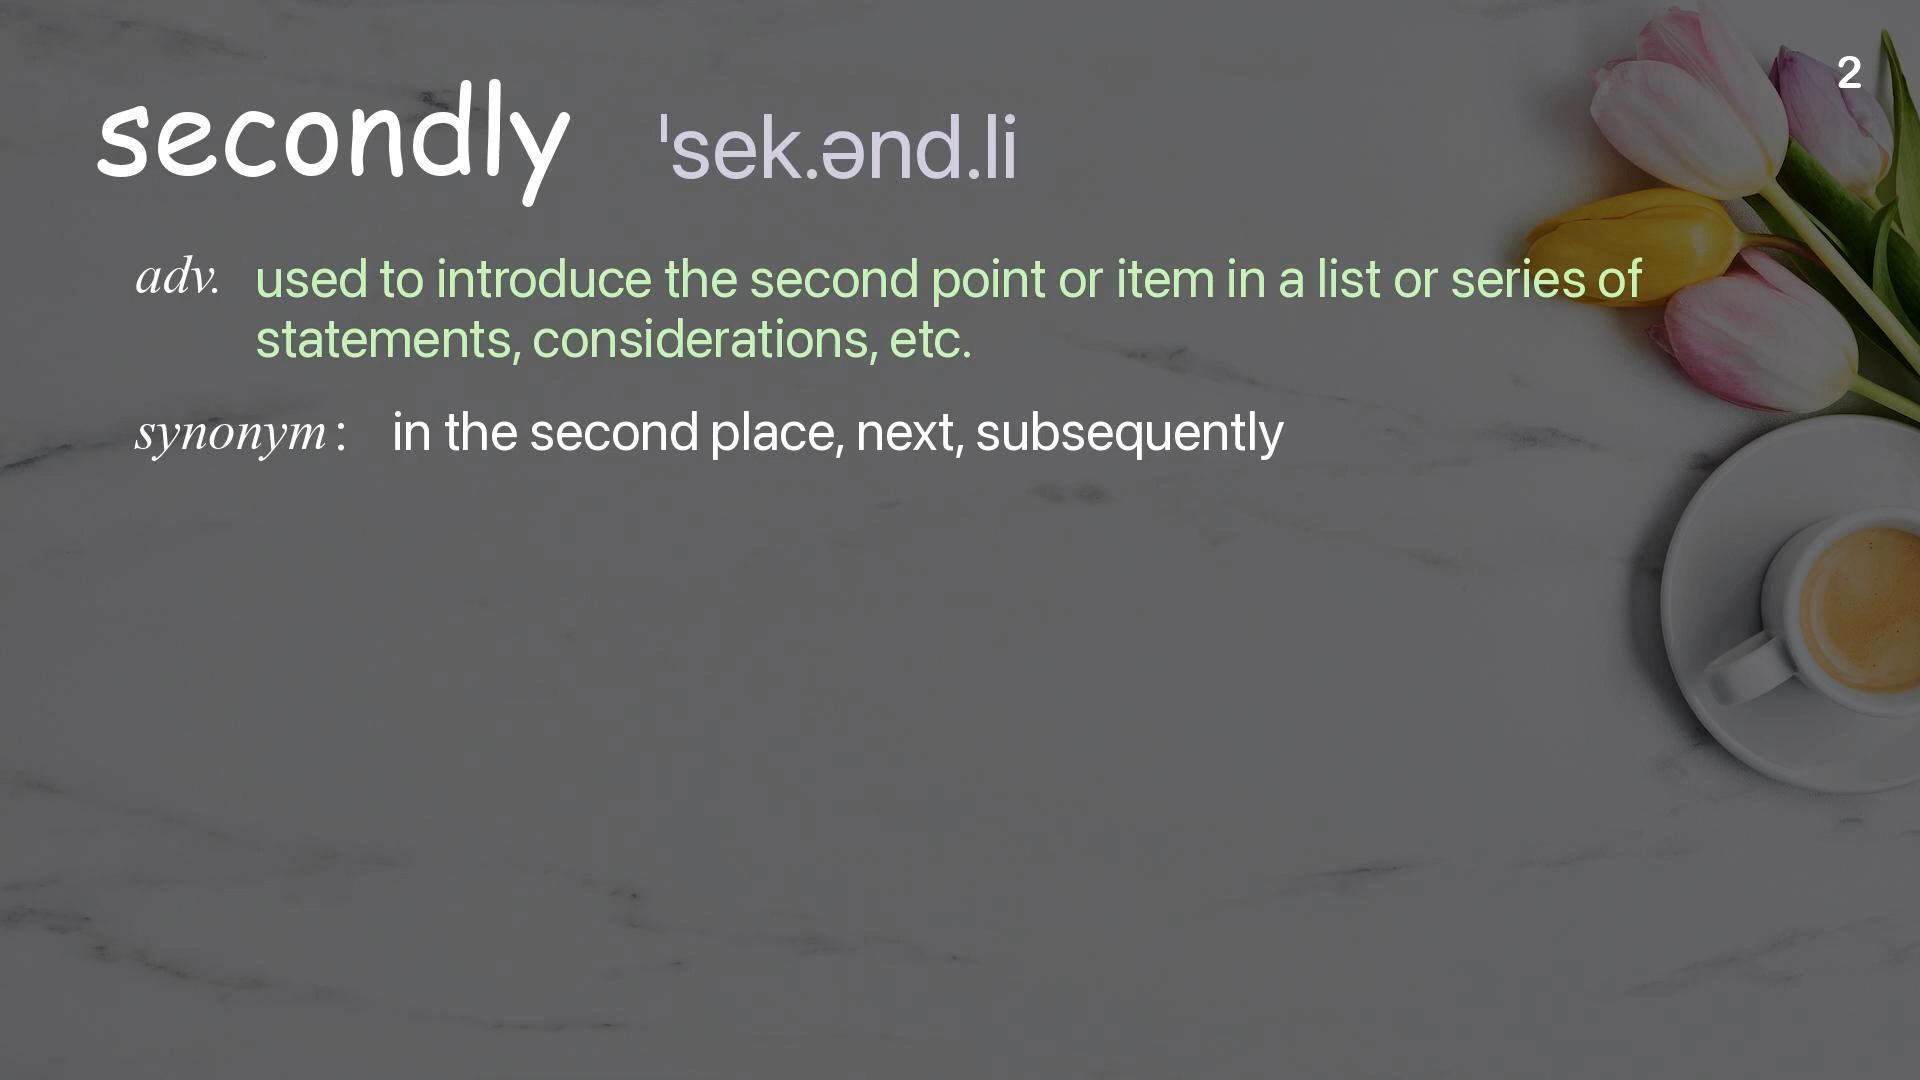 2
secondly ˈsek.ənd.li
adv. used to introduce the second point or item in a list or series of
statements, considerations, etc.
synonym: in the second place, next, subsequently